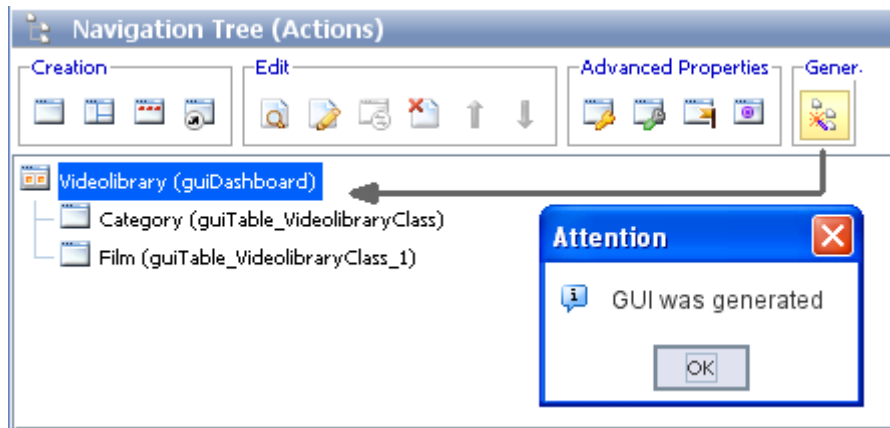 Navigation Tree (Actions)
Creation
Edit
Advanced Properties
Gener.
Videolibrary (guiDashboard)
Category (guiTable_VideolibraryClass)
Film (guiTable_VideolibraryClass_1)
Attention
GUI was generated
OK